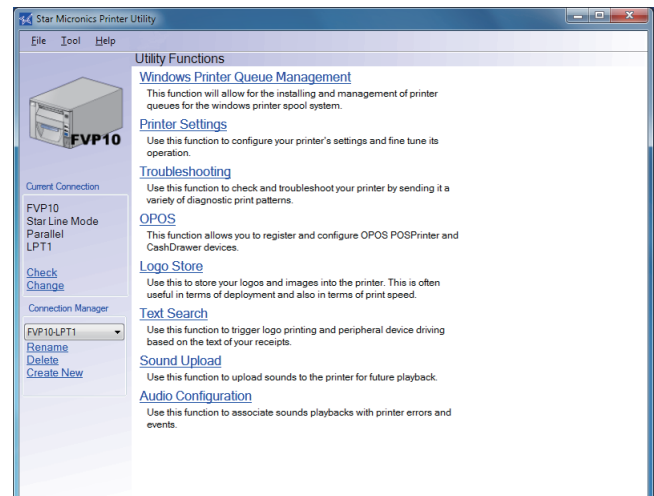 Star Micronics Printer Utility
File Tool Help
FVP10
Current Connection
FVP10
Star Line Mode
Parallel
LPT1
Check
Change
Connection Manager
FVP10-LPT1
Rename
Delete
Create New
Utility Functions
Windows Printer Queue Management
This function will allow for the installing and management of printer
queues for the windows printer spool system.
Printer Settings
Use this function to configure your printer's settings and fine tune its
operation.
Troubleshooting
Use this function to check and troubleshoot your printer by sending it a
variety of diagnostic print patterns.
OPOS
This function allows you to register and configure OPOS POSPrinter and
CashDrawer devices.
Logo Store
Use this to store your logos and images into the printer. This is often
useful in terms of deployment and also in terms of print speed.
Text Search
Use this function to trigger logo printing and peripheral device driving
based on the text of your receipts.
Sound Upload
Use this function to upload sounds to the printer for future playback.
Audio Configuration
Use this function to associate sounds playbacks with printer errors and
events.